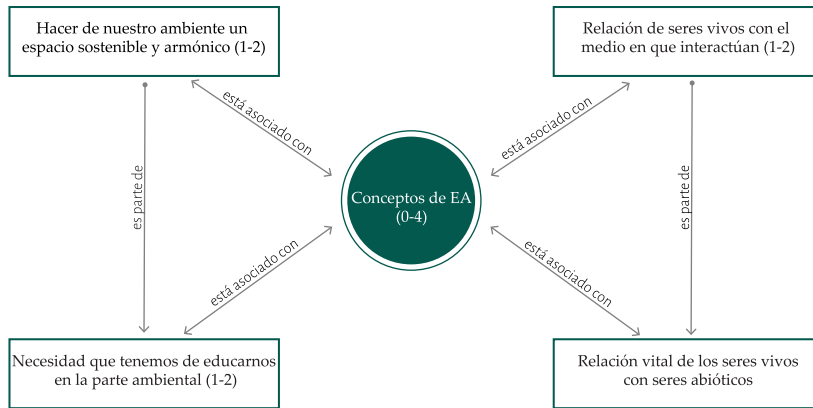 Hacer de nuestro ambiente un
espacio sostenible y armónico (1-2)
Relación de seres vivos con el
medio en que interactúan (1-2)
está asociado con
está asociado con
es parte de
Conceptos de EA
(0-4)
es parte de
está asociado con
está asociado con
Necesidad que tenemos de educarnos
en la parte ambiental (1-2)
Relación vital de los seres vivos
con seres abióticos